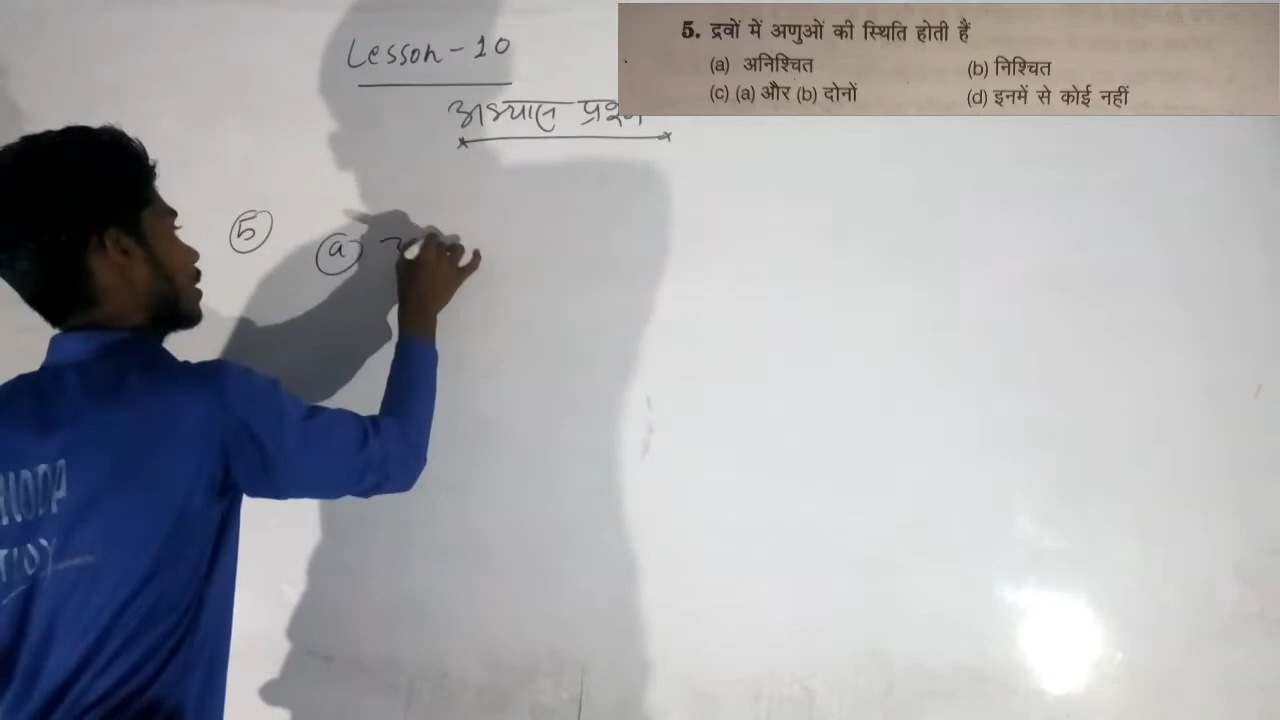 Lesson-10
अभ्यास प्रश्न
5. द्रवों में अणुओं की स्थिति होती हैं
(a) अनिश्चित (b) निश्चित
(c) (a) और (b) दोनों (d) इनमें से कोई नहीं
5 a